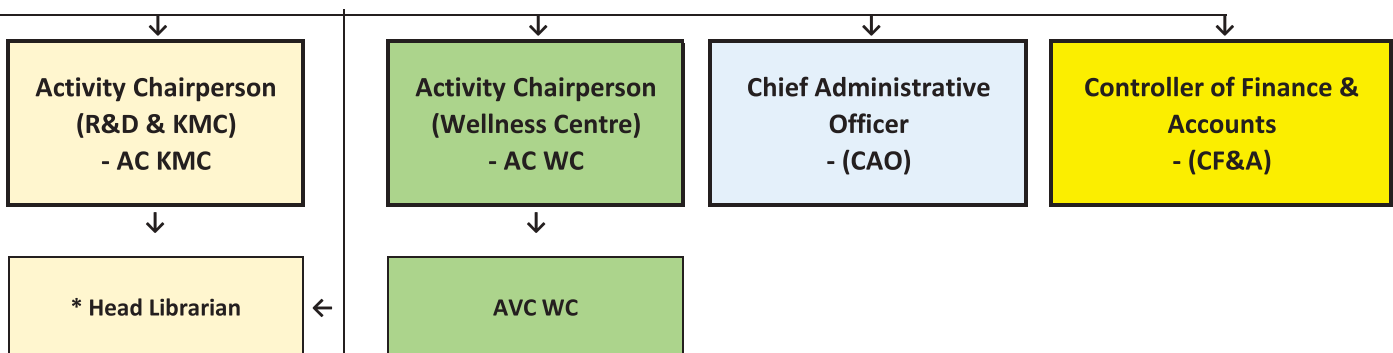 Activity Chairperson
(R&D & KMC)
- AC KMC
Activity Chairperson
(Wellness Centre)
- AC WC
Chief Administrative
Officer
- (CAO)
Controller of Finance &
Accounts
- (CF&A)
* Head Librarian
AVC WC